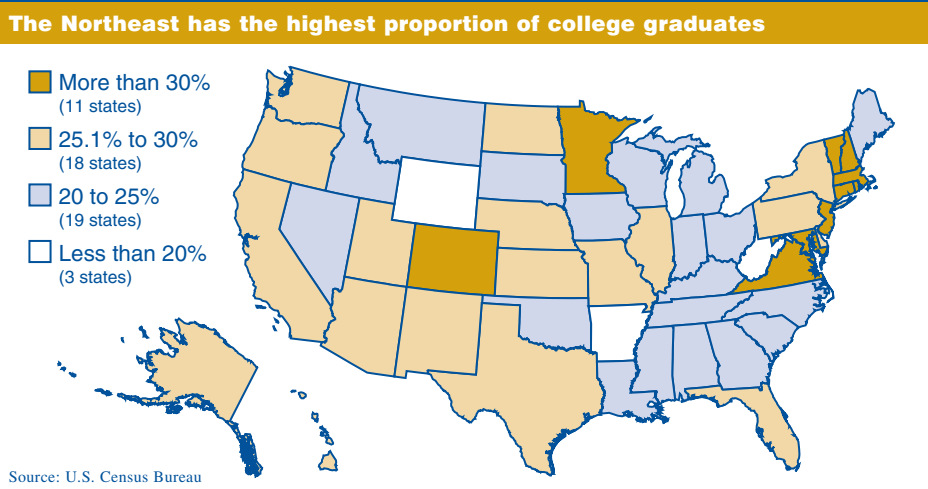 The Northeast has the highest proportion of college graduates
More than 30%
(11 states)
25.1% to 30%
(18 states)
20 to 25%
(19 states)
Less than 20%
(3 states)
Source: U.S. Census Bureau